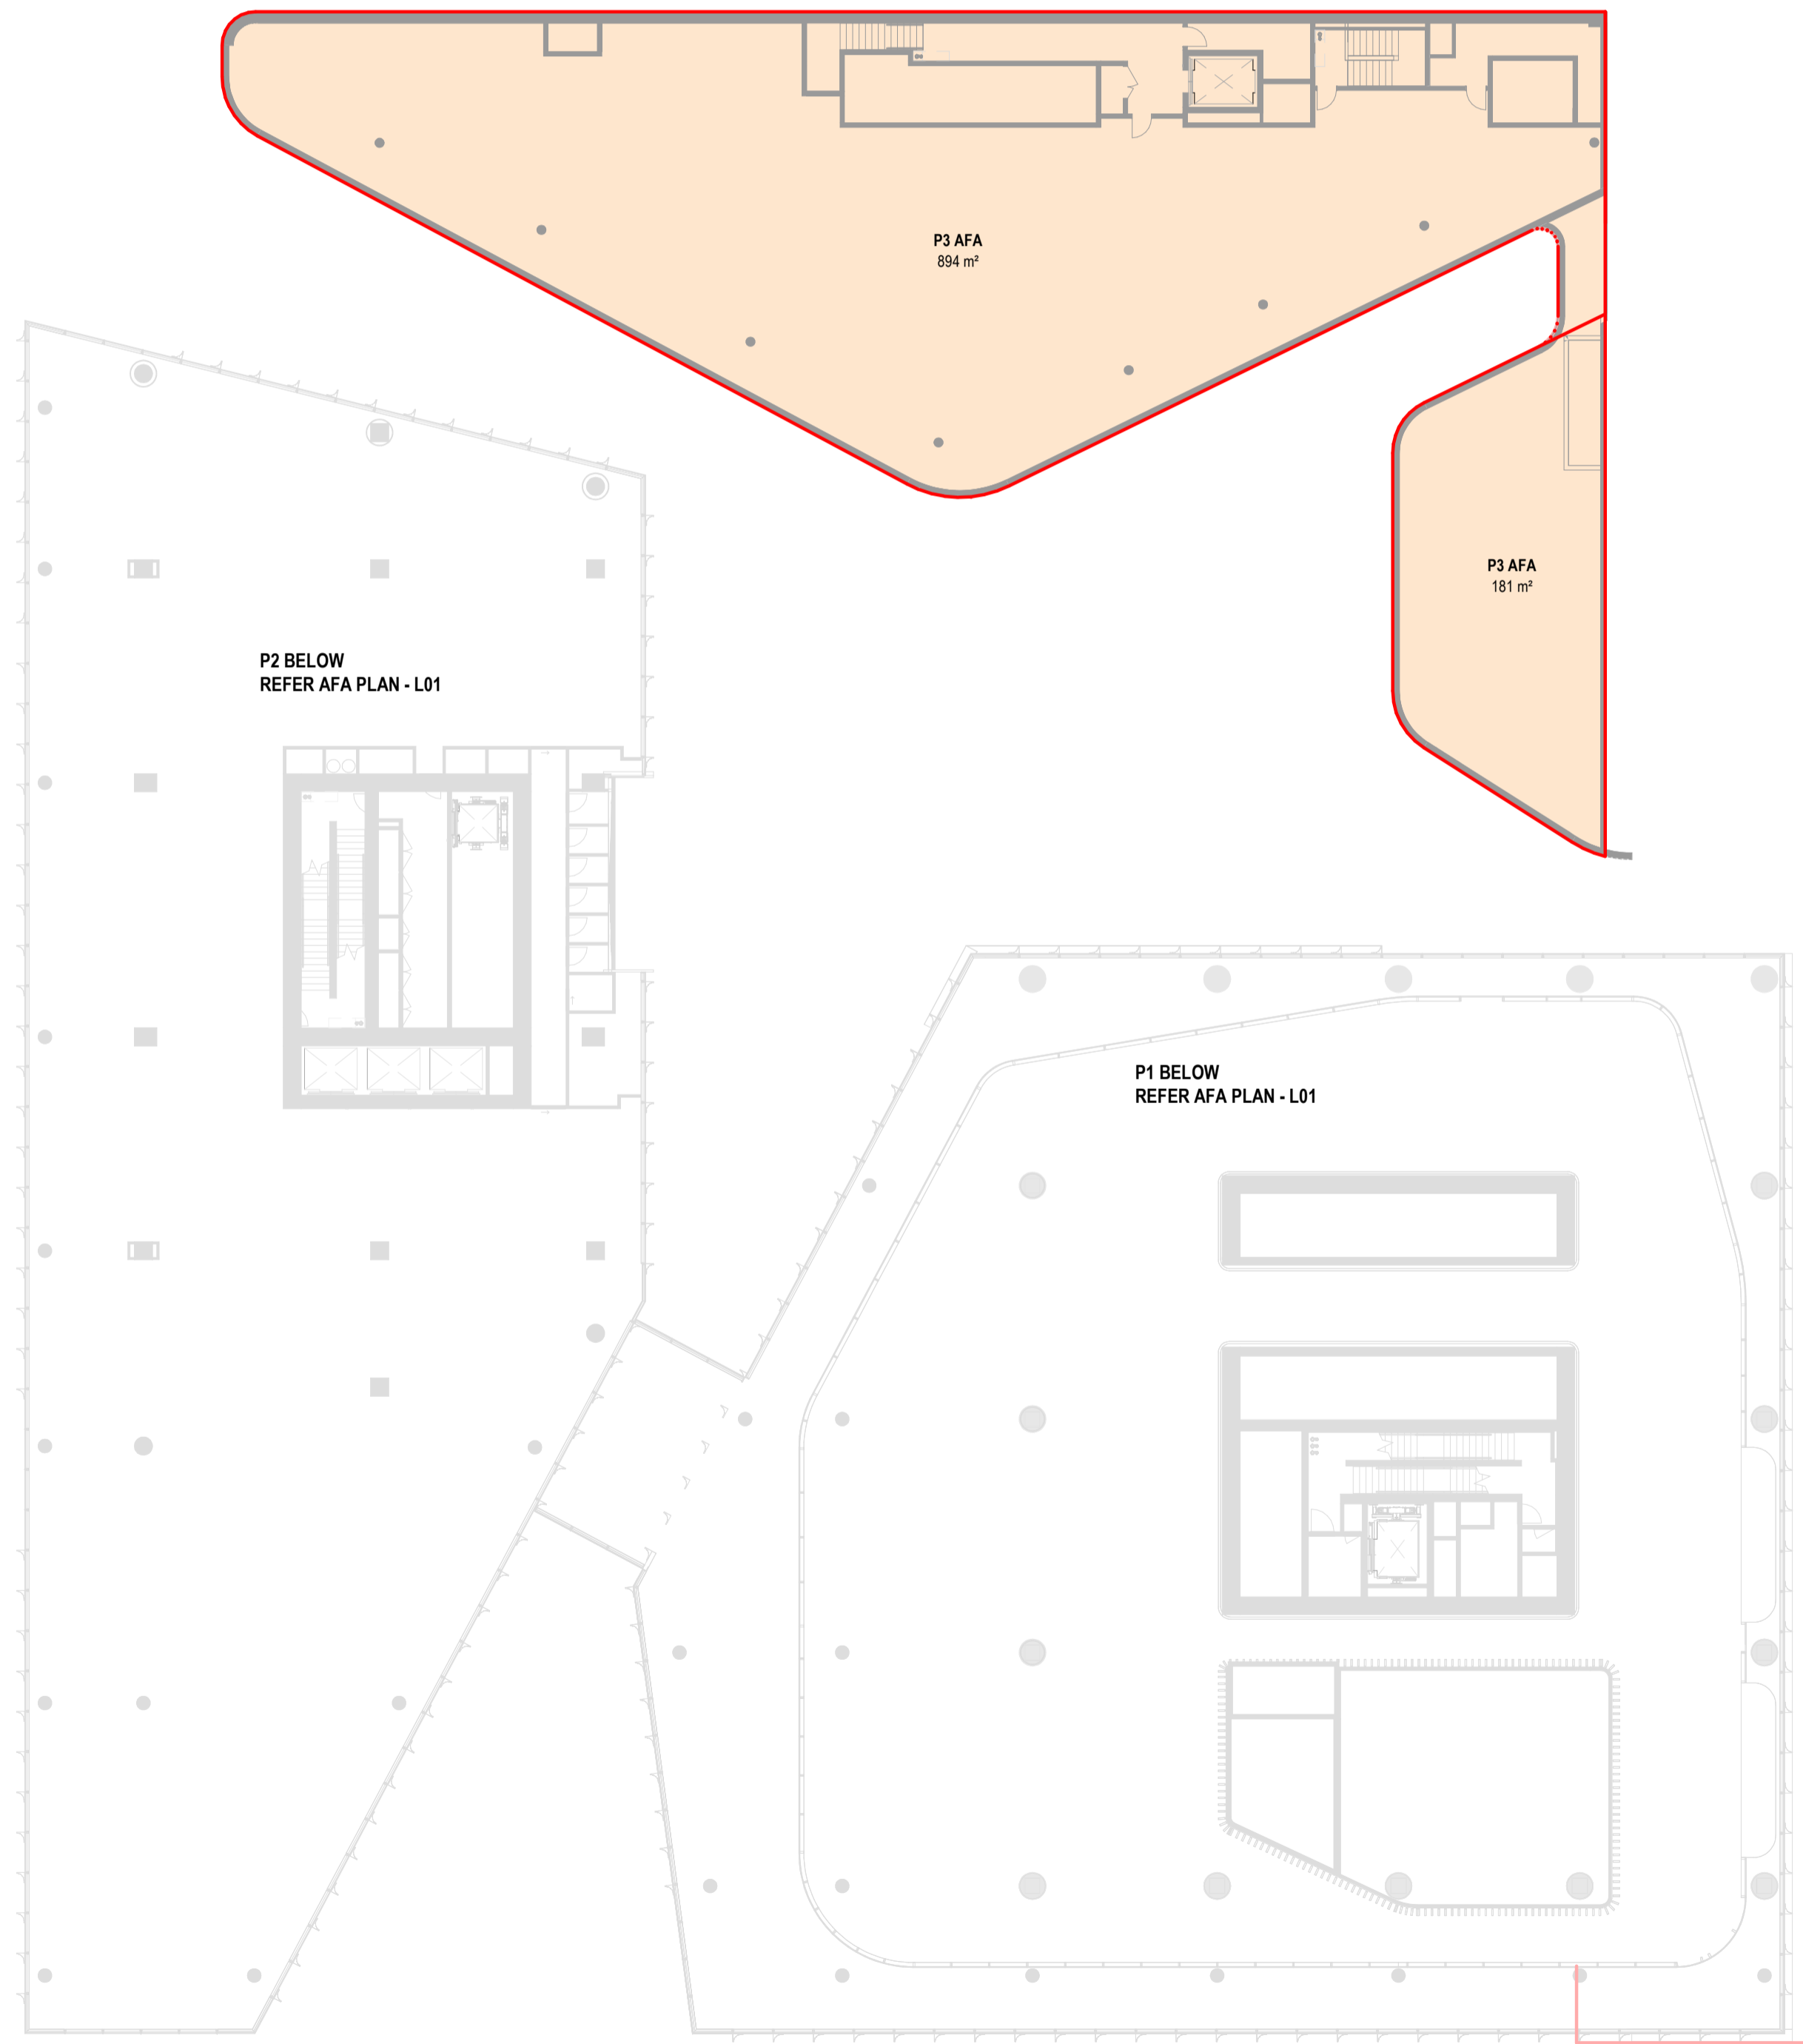 P3 AFA
894 m²
P3 AFA
181 m²
P2 BELOW
REFER AFA PLAN - L01
P1 BELOW
REFER AFA PLAN - L01